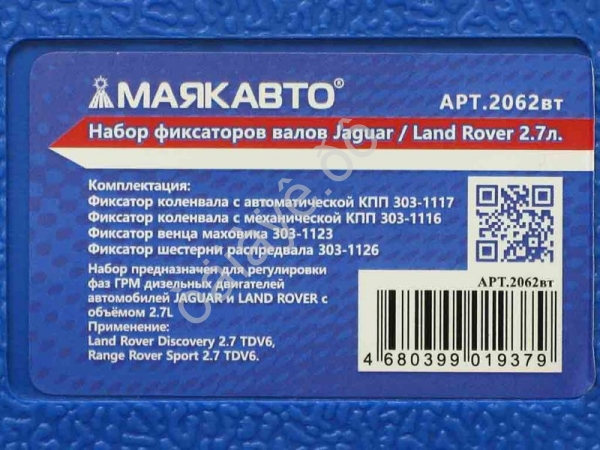 МАЯКАВТО®
АРТ.2062вт
Набор фиксаторов валов Jaguar / Land Rover 2.7л.
Комплектация:
Фиксатор коленвала с автоматической КПП 303-1117
Фиксатор коленвала с механической КПП 303-1116
Фиксатор венца маховика 303-1123
Фиксатор шестерни распредвала 303-1126
Набор предназначен для регулировки
фаз ГРМ дизельных двигателей
автомобилей JAGUAR и LAND ROVER с
объёмом 2.7L
Применение:
Land Rover Discovery 2.7 TDV6,
Range Rover Sport 2.7 TDV6.
АРТ.2062вт
4 680399 019379